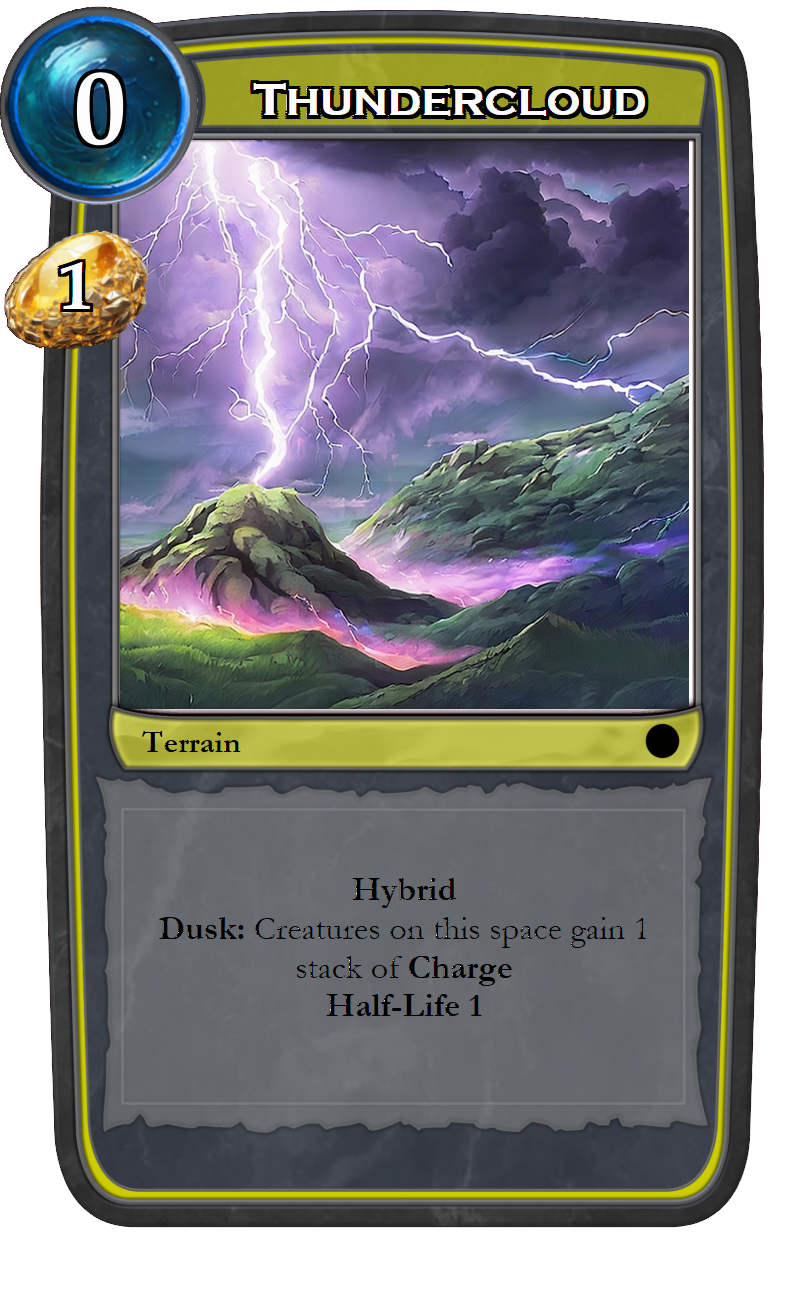 0
THUNDERCLOUD
1
Terrain
Hybrid
Dusk: Creatures on this space gain 1
stack of Charge
Half-Life 1